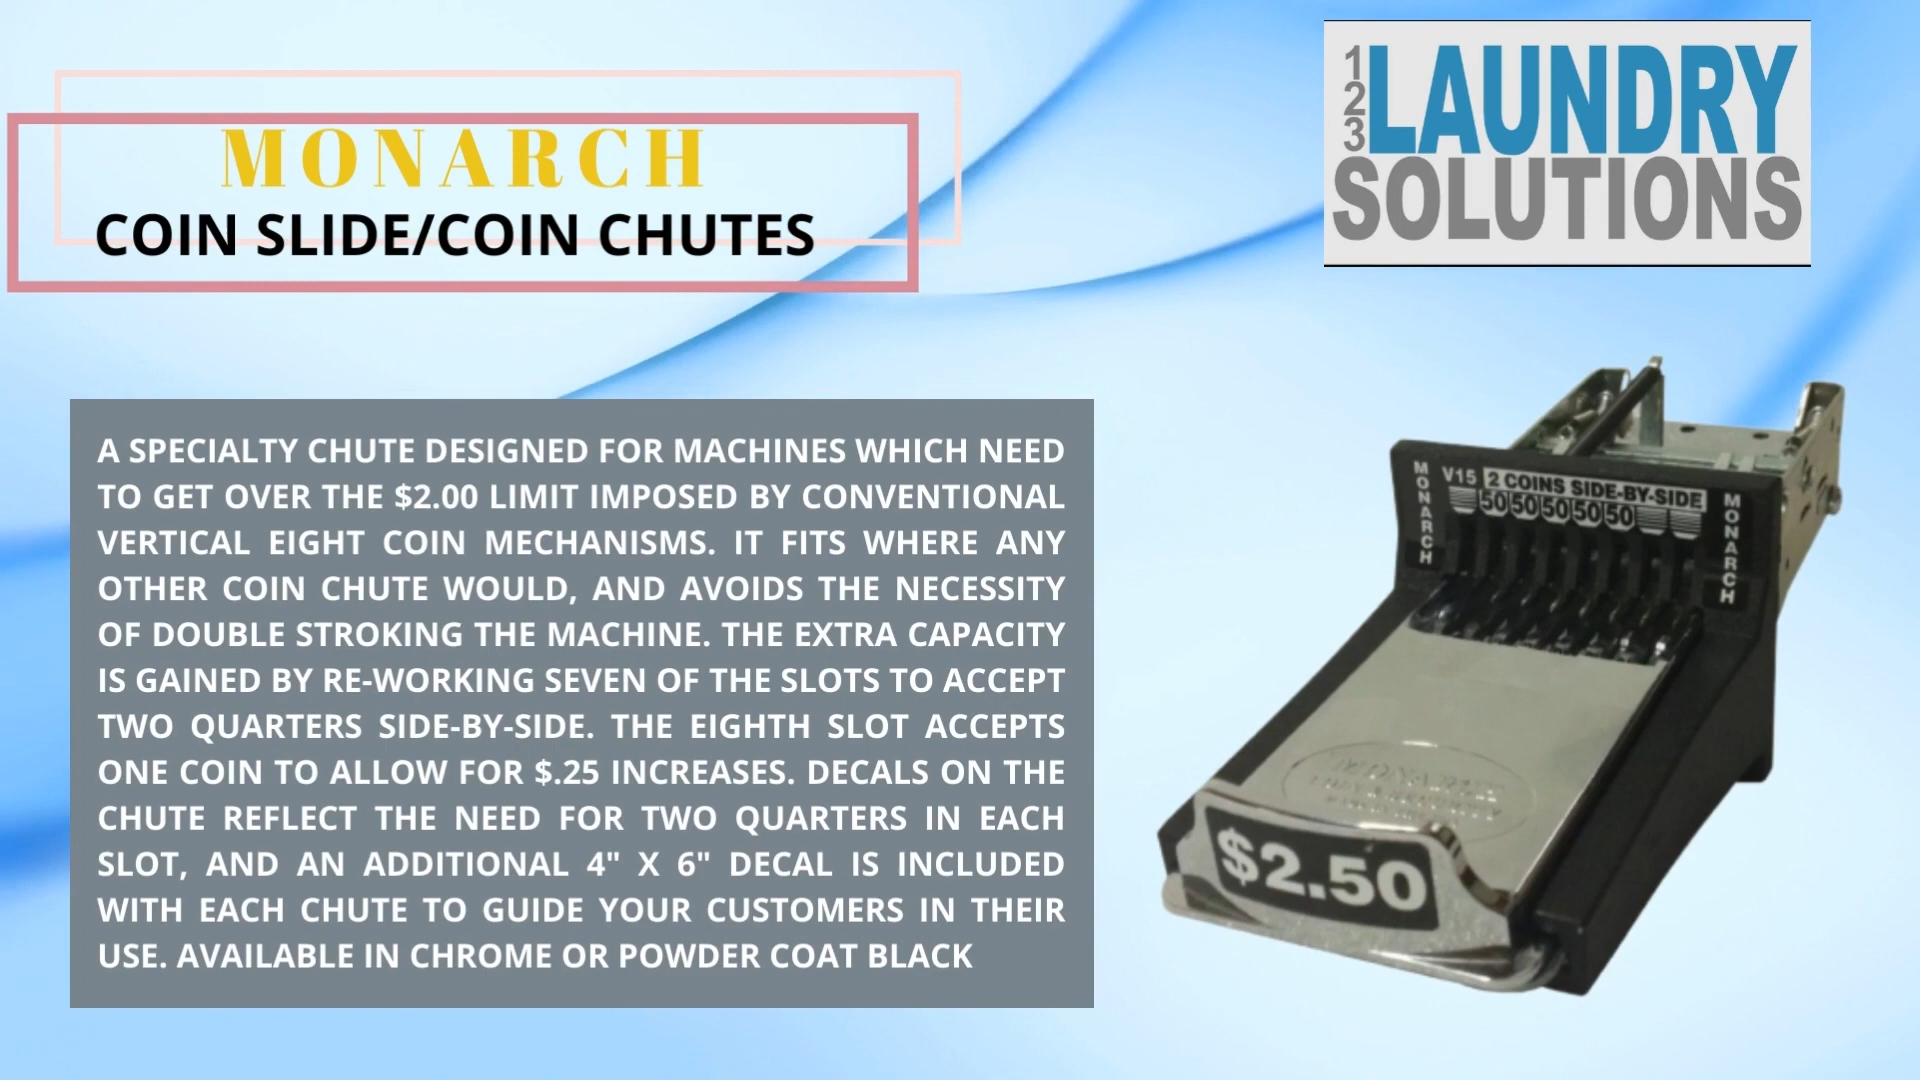 MONARCH
COIN SLIDE/COIN CHUTES
1
2
3
LAUNDRY
SOLUTIONS
A SPECIALTY CHUTE DESIGNED FOR MACHINES WHICH NEED
TO GET OVER THE $2.00 LIMIT IMPOSED BY CONVENTIONAL
VERTICAL EIGHT COIN MECHANISMS. IT FITS WHERE ANY
OTHER COIN CHUTE WOULD, AND AVOIDS THE NECESSITY
OF DOUBLE STROKING THE MACHINE. THE EXTRA CAPACITY
IS GAINED BY RE-WORKING SEVEN OF THE SLOTS TO ACCEPT
TWO QUARTERS SIDE-BY-SIDE. THE EIGHTH SLOT ACCEPTS
ONE COIN TO ALLOW FOR $.25 INCREASES. DECALS ON THE
CHUTE REFLECT THE NEED FOR TWO QUARTERS IN EACH
SLOT, AND AN ADDITIONAL 4" X 6" DECAL IS INCLUDED
WITH EACH CHUTE TO GUIDE YOUR CUSTOMERS IN THEIR
USE. AVAILABLE IN CHROME OR POWDER COAT BLACK
MONARCH
V15 2 COINS SIDE-BY-SIDE
50 50 50 50 50
MONARCH
MONARCH
$2.50